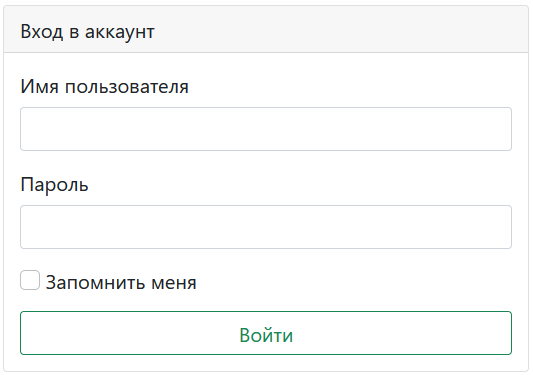 Вход в аккаунт
Имя пользователя
Пароль
Запомнить меня
Войти